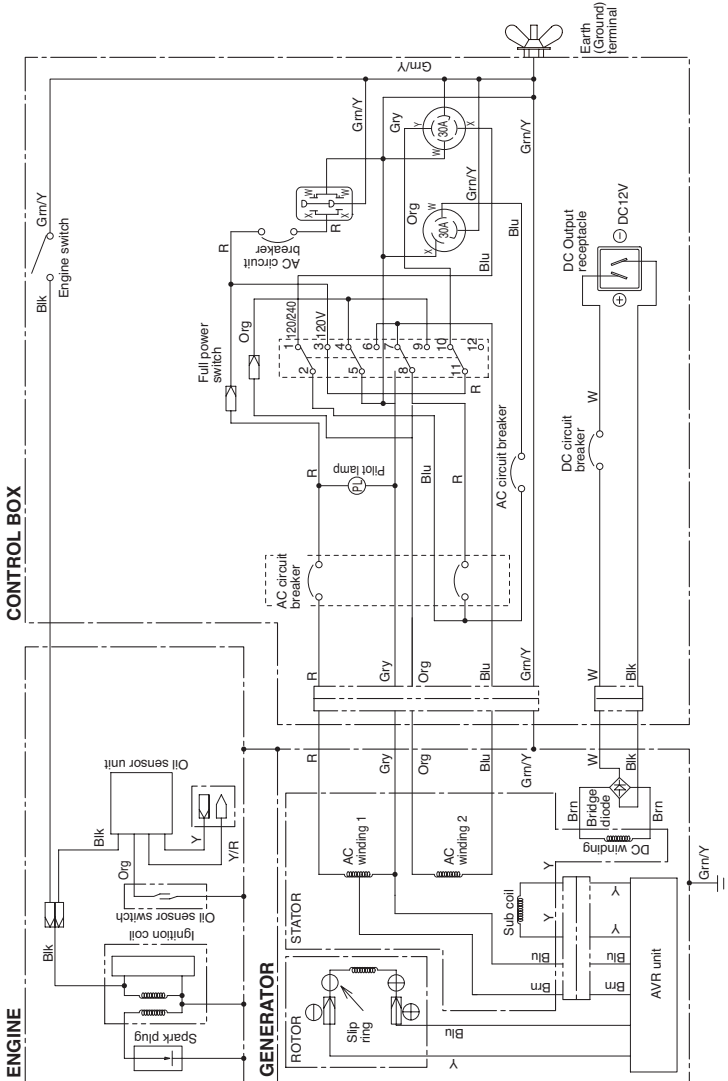 CONTROL BOX
Blk
Engine switch
Grn/Y
Grn/Y
Earth
(Ground)
terminal
R
AC circuit
breaker
R
X
W
X
W
Grn/Y
Full power
switch
Org
120/240
120V
1
2
3
4
5
6
7
8
9
10
11
12
R
Gry
Y
30A
W
X
Org
W
30A
X
Grn/Y
Blu
Blu
Grn/Y
R
Pilot lamp
PL
Blu
R
AC circuit
breaker
AC circuit breaker
DC circuit
breaker
W
DC Output
receptacle
DC12V
R
Gry
Org
Blu
Grn/Y
W
Blk
ENGINE
Oil sensor unit
Blk
Org
Y
Y/R
Oil sensor switch
Ignition coil
Blk
Spark plug
GENERATOR
R
Gry
Org
Blu
Grn/Y
W
Blk
STATOR
AC
winding 1
AC
winding 2
Brn
Bridge
diode
Brn
DC winding
Sub coil
Y
Y
Y
Y
Blu
Blu
Brn
Brn
ROTOR
Slip
ring
Blu
Y
AVR unit
Grn/Y